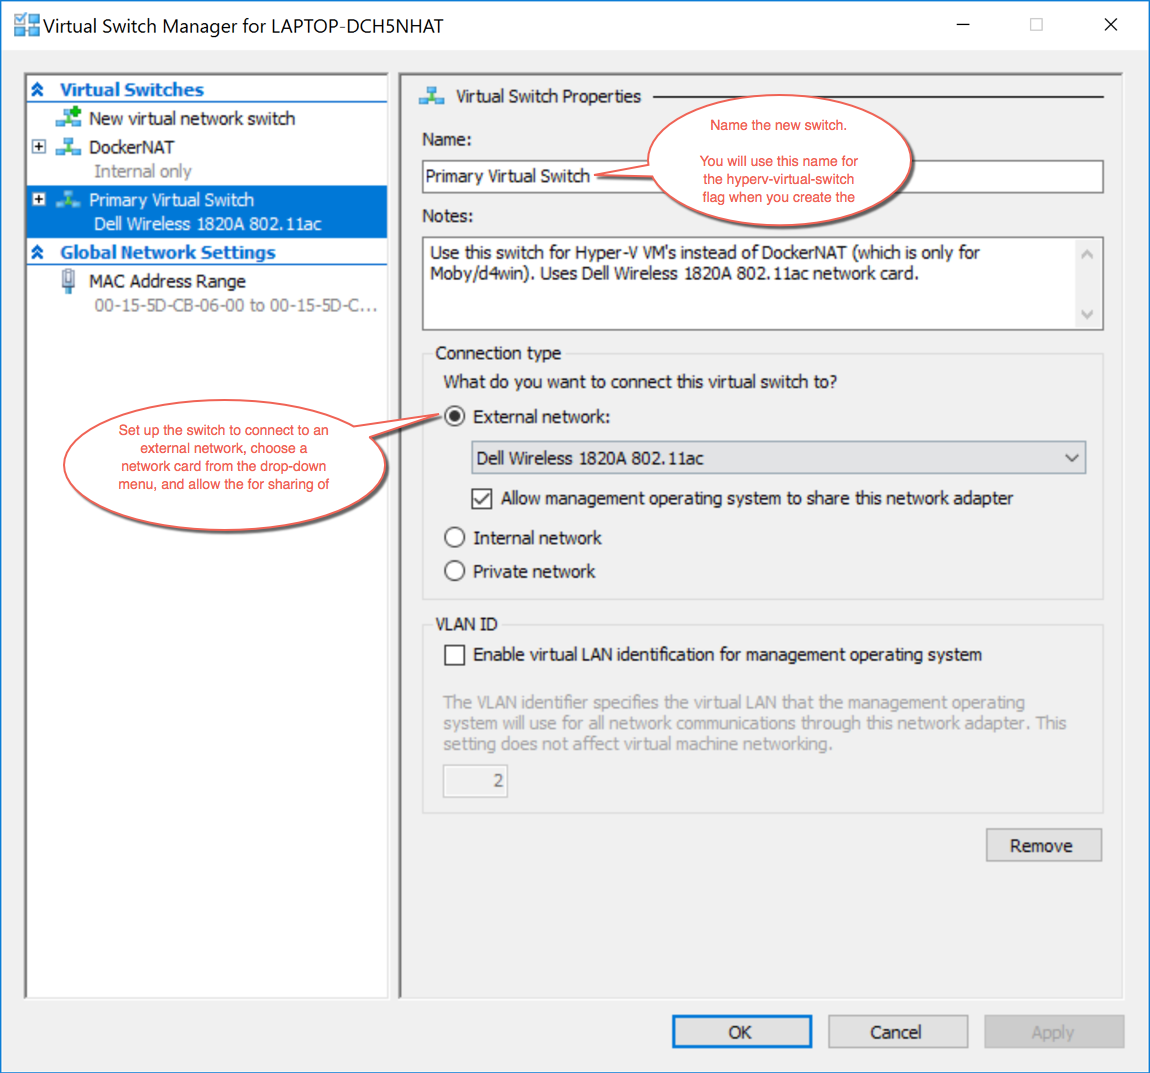 Virtual Switch Manager for LAPTOP-DCH5NHAT
Virtual Switches
New virtual network switch
DockerNAT
Internal only
Primary Virtual Switch
Dell Wireless 1820A 802.11ac
Global Network Settings
MAC Address Range
00-15-5D-CB-06-00 to 00-15-5D-C...
Set up the switch to connect to an
external network, choose a
network card from the drop-down
menu, and allow the for sharing of
Virtual Switch Properties
Name:
Primary Virtual Switch
Name the new switch.
You will use this name for
the hyperv-virtual-switch
flag when you create the
Notes:
Use this switch for Hyper-V VM's instead of DockerNAT (which is only for
Moby/d4win). Uses Dell Wireless 1820A 802.11ac network card.
Connection type
What do you want to connect this virtual switch to?
External network:
Dell Wireless 1820A 802.11ac
Allow management operating system to share this network adapter
Internal network
Private network
VLAN ID
Enable virtual LAN identification for management operating system
The VLAN identifier specifies the virtual LAN that the management operating
system will use for all network communications through this network adapter. This
setting does not affect virtual machine networking.
2
Remove
OK
Cancel
Apply